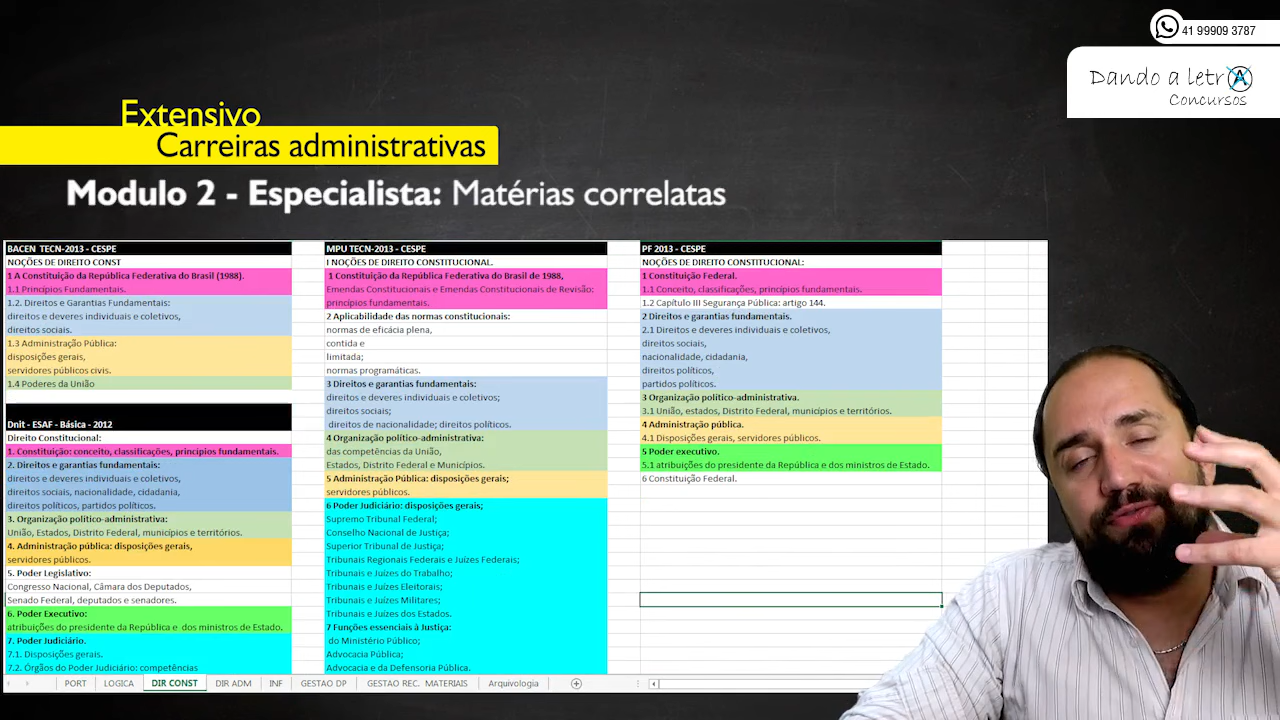 41 99909 3787
Dando a letrA
Concursos
Extensivo
Carreiras administrativas
Modulo 2 - Especialista: Matérias correlatas
BACEN TECN-2013 - CESPE
NOÇÕES DE DIREITO CONST
1 A Constituição da República Federativa do Brasil (1988).
1.1 Princípios Fundamentais.
1.2. Direitos e Garantias Fundamentais:
direitos e deveres individuais e coletivos,
direitos sociais.
1.3 Administração Pública:
disposições gerais,
servidores públicos civis.
1.4 Poderes da União
Dnit - ESAF - Básica - 2012
Direito Constitucional:
1. Constituição: conceito, classificações, princípios fundamentais.
2. Direitos e garantias fundamentais:
direitos e deveres individuais e coletivos,
direitos sociais, nacionalidade, cidadania,
direitos políticos, partidos políticos.
3. Organização político-administrativa:
União, Estados, Distrito Federal, municípios e territórios.
4. Administração pública: disposições gerais,
servidores públicos.
5. Poder Legislativo:
Congresso Nacional, Câmara dos Deputados,
Senado Federal, deputados e senadores.
6. Poder Executivo:
atribuições do presidente da República e dos ministros de Estado.
7. Poder Judiciário.
7.1. Disposições gerais.
7.2. Órgãos do Poder Judiciário: competências
MPU TECN-2013 - CESPE
I NOÇÕES DE DIREITO CONSTITUCIONAL.
1 Constituição da República Federativa do Brasil de 1988,
Emendas Constitucionais e Emendas Constitucionais de Revisão:
princípios fundamentais.
2 Aplicabilidade das normas constitucionais:
normas de eficácia plena,
contida e
limitada;
normas programáticas.
3 Direitos e garantias fundamentais:
direitos e deveres individuais e coletivos;
direitos sociais;
direitos de nacionalidade; direitos políticos.
4 Organização político-administrativa:
das competências da União,
Estados, Distrito Federal e Municípios.
5 Administração Pública: disposições gerais;
servidores públicos.
6 Poder Judiciário: disposições gerais;
Supremo Tribunal Federal;
Conselho Nacional de Justiça;
Superior Tribunal de Justiça;
Tribunais Regionais Federais e Juízes Federais;
Tribunais e Juízes do Trabalho;
Tribunais e Juízes Eleitorais;
Tribunais e Juízes Militares;
Tribunais e Juízes dos Estados.
7 Funções essenciais à Justiça:
do Ministério Público;
Advocacia Pública;
Advocacia e da Defensoria Pública.
PF 2013 - CESPE
NOÇÕES DE DIREITO CONSTITUCIONAL:
1 Constituição Federal.
1.1 Conceito, classificações, princípios fundamentais.
1.2 Capítulo III Segurança Pública: artigo 144.
2 Direitos e garantias fundamentais.
2.1 Direitos e deveres individuais e coletivos,
direitos sociais,
nacionalidade, cidadania,
direitos políticos,
partidos políticos.
3 Organização político-administrativa.
3.1 União, estados, Distrito Federal, municípios e territórios.
4 Administração pública.
4.1 Disposições gerais, servidores públicos.
5 Poder executivo.
5.1 atribuições do presidente da República e dos ministros de Estado.
6 Constituição Federal.
PORT LOGICA DIR CONST DIR ADM INF GESTAO DP GESTAO REC. MATERIAIS Arquivologia